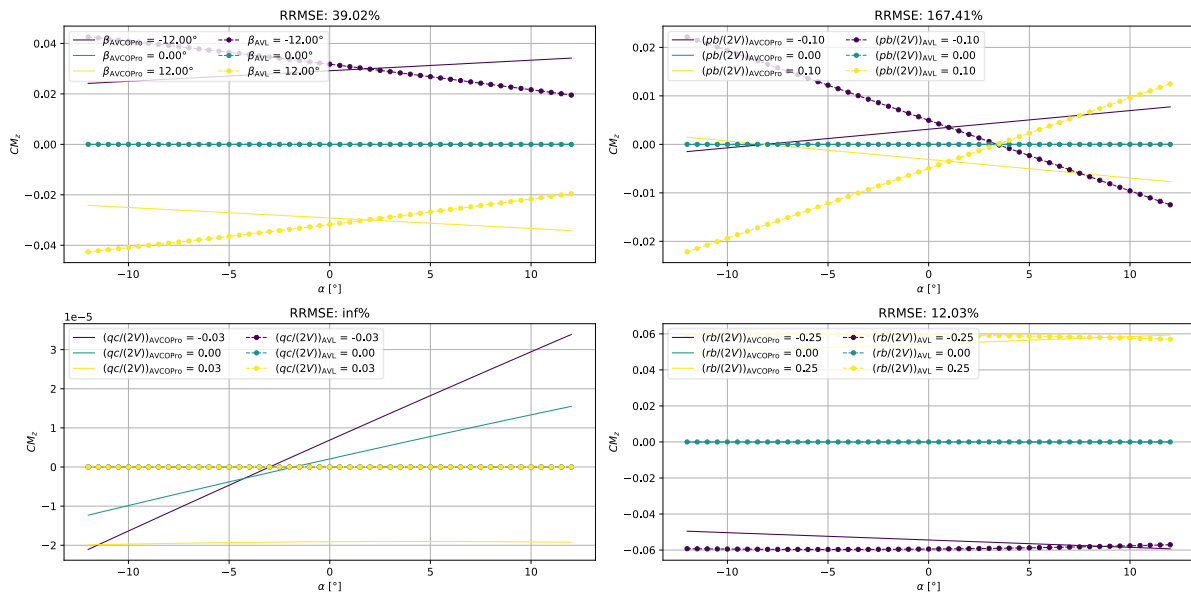 RRMSE: 39.02%
β_AVCOPro = -12.00° β_AVL = -12.00°
β_AVCOPro = 0.00° β_AVL = 0.00°
β_AVCOPro = 12.00° β_AVL = 12.00°
0.04
0.02
0.00
−0.02
−0.04
CM_z
−10 −5 0 5 10
α [°]
RRMSE: 167.41%
(pb/(2V))_AVCOPro = -0.10 (pb/(2V))_AVL = -0.10
(pb/(2V))_AVCOPro = 0.00 (pb/(2V))_AVL = 0.00
(pb/(2V))_AVCOPro = 0.10 (pb/(2V))_AVL = 0.10
0.02
0.01
0.00
−0.01
−0.02
CM_z
−10 −5 0 5 10
α [°]
RRMSE: inf%
1e−5
(qc/(2V))_AVCOPro = -0.03 (qc/(2V))_AVL = -0.03
(qc/(2V))_AVCOPro = 0.00 (qc/(2V))_AVL = 0.00
(qc/(2V))_AVCOPro = 0.03 (qc/(2V))_AVL = 0.03
3
2
1
0
−1
−2
CM_z
−10 −5 0 5 10
α [°]
RRMSE: 12.03%
(rb/(2V))_AVCOPro = -0.25 (rb/(2V))_AVL = -0.25
(rb/(2V))_AVCOPro = 0.00 (rb/(2V))_AVL = 0.00
(rb/(2V))_AVCOPro = 0.25 (rb/(2V))_AVL = 0.25
0.06
0.04
0.02
0.00
−0.02
−0.04
−0.06
CM_z
−10 −5 0 5 10
α [°]